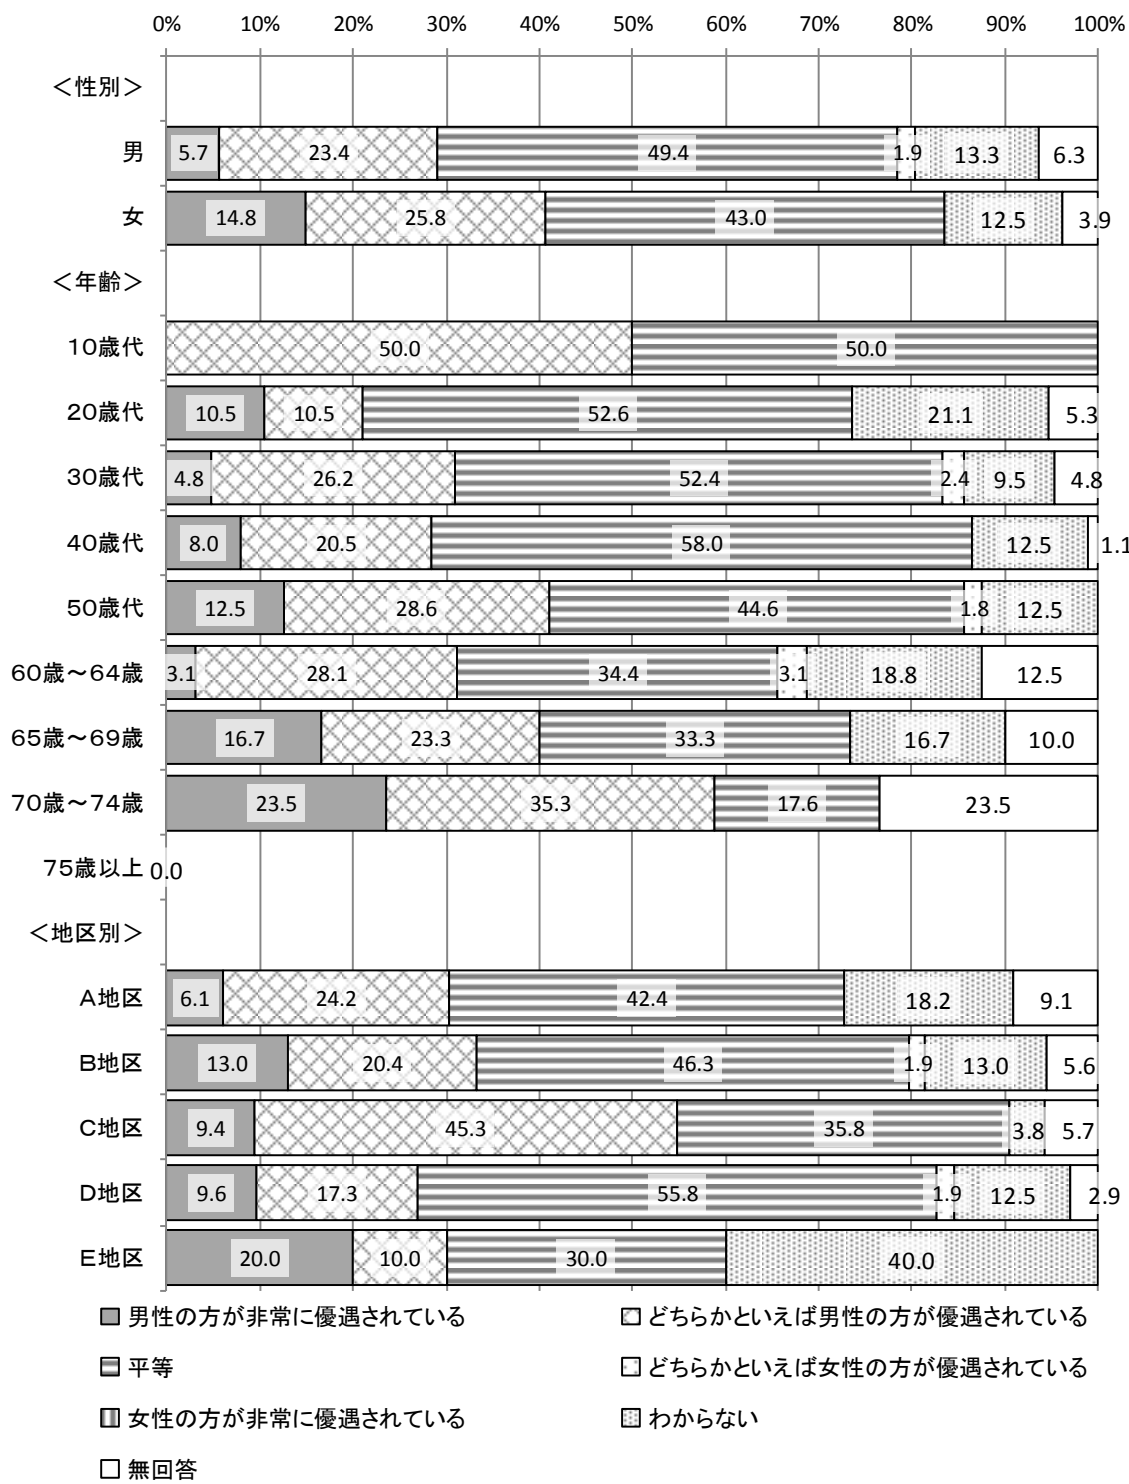 0% 10% 20% 30% 40% 50% 60% 70% 80% 90% 100%
＜性別＞
男 5.7 23.4 49.4 1.9 13.3 6.3
女 14.8 25.8 43.0 12.5 3.9
＜年齢＞
10歳代 50.0 50.0
20歳代 10.5 10.5 52.6 21.1 5.3
30歳代 4.8 26.2 52.4 2.4 9.5 4.8
40歳代 8.0 20.5 58.0 12.5 1.1
50歳代 12.5 28.6 44.6 1.8 12.5
60歳～64歳 3.1 28.1 34.4 3.1 18.8 12.5
65歳～69歳 16.7 23.3 33.3 16.7 10.0
70歳～74歳 23.5 35.3 17.6 23.5
75歳以上 0.0
＜地区別＞
A地区 6.1 24.2 42.4 18.2 9.1
B地区 13.0 20.4 46.3 1.9 13.0 5.6
C地区 9.4 45.3 35.8 3.8 5.7
D地区 9.6 17.3 55.8 1.9 12.5 2.9
E地区 20.0 10.0 30.0 40.0
男性の方が非常に優遇されている どちらかといえば男性の方が優遇されている
平等 どちらかといえば女性の方が優遇されている
女性の方が非常に優遇されている わからない
無回答